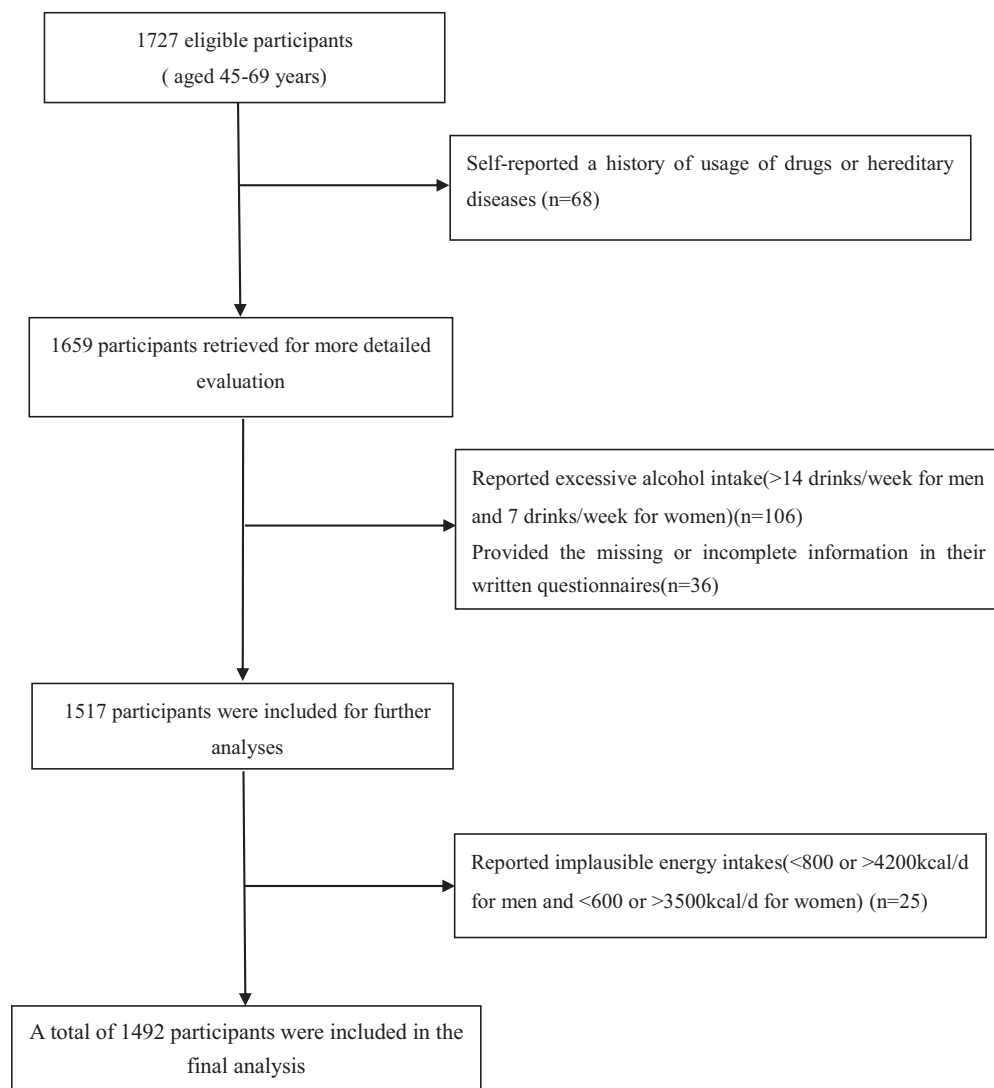 1727 eligible participants
( aged 45-69 years)
Self-reported a history of usage of drugs or hereditary
diseases (n=68)
1659 participants retrieved for more detailed
evaluation
Reported excessive alcohol intake(>14 drinks/week for men
and 7 drinks/week for women)(n=106)
Provided the missing or incomplete information in their
written questionnaires(n=36)
1517 participants were included for further
analyses
Reported implausible energy intakes(<800 or >4200kcal/d
for men and <600 or >3500kcal/d for women) (n=25)
A total of 1492 participants were included in the
final analysis